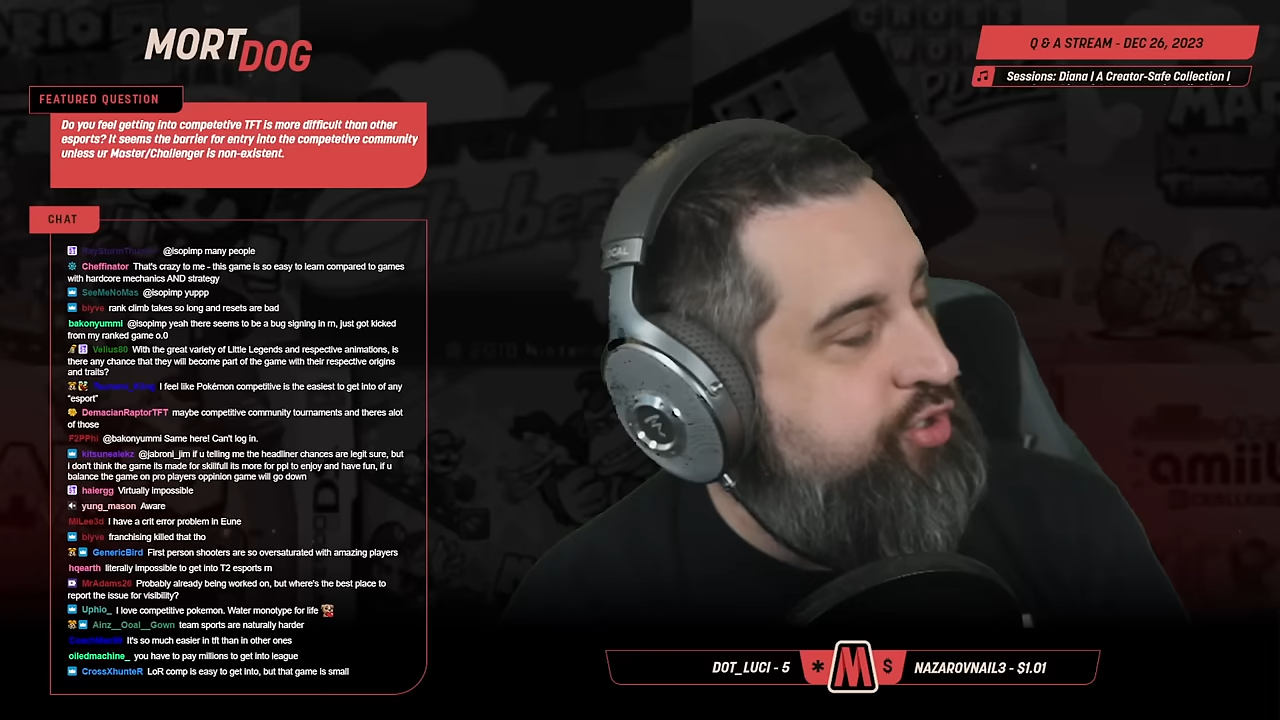 MORTDOG
Q & A STREAM - DEC 26, 2023
Sessions: Diana | A Creator-Safe Collection |
FEATURED QUESTION
Do you feel getting into competetive TFT is more difficult than other
esports? It seems the barrier for entry into the competetive community
unless ur Master/Challenger is non-existent.
CHAT
@isopimp many people
Cheffinator That's crazy to me - this game is so easy to learn compared to games
with hardcore mechanics AND strategy
SeeMeNoMas @isopimp yuppp
blyve rank climb takes so long and resets are bad
bakonyummi @isopimp yeah there seems to be a bug signing in rn, just got kicked
from my ranked game o.0
Velius80 With the great variety of Little Legends and respective animations, is
there any chance that they will become part of the game with their respective origins
and traits?
I feel like Pokémon competitive is the easiest to get into of any
"esport"
DemacianRaptorTFT maybe competitive community tournaments and theres alot
of those
F2PPhi @bakonyummi Same here! Can't log in.
kitsunealekz @jabroni_jim if u telling me the headliner chances are legit sure, but
i don't think the game its made for skillfull its more for ppl to enjoy and have fun, if u
balance the game on pro players oppinion game will go down
halergg Virtually impossible
yung_mason Aware
MiLee3d I have a crit error problem in Eune
blyve franchising killed that tho
GenericBird First person shooters are so oversaturated with amazing players
hqearth literally impossible to get into T2 esports rn
MrAdams26 Probably already being worked on, but where's the best place to
report the issue for visibility?
Uphio_ I love competitive pokemon. Water monotype for life
Ainz__Ooal__Gown team sports are naturally harder
It's so much easier in tft than in other ones
oiledmachine_ you have to pay millions to get into league
CrossXhunteR LoR comp is easy to get into, but that game is small
DOT_LUCI - 5 * M $ NAZAROVNAIL3 - $1.01
Climber
amii